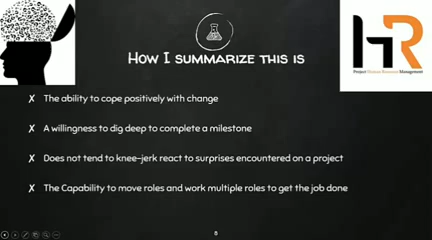 How I summarize this is
HR
Project Human Resource Management
✗ The ability to cope positively with change
✗ A willingness to dig deep to complete a milestone
✗ Does not tend to knee-jerk react to surprises encountered on a project
✗ The Capability to move roles and work multiple roles to get the job done
5